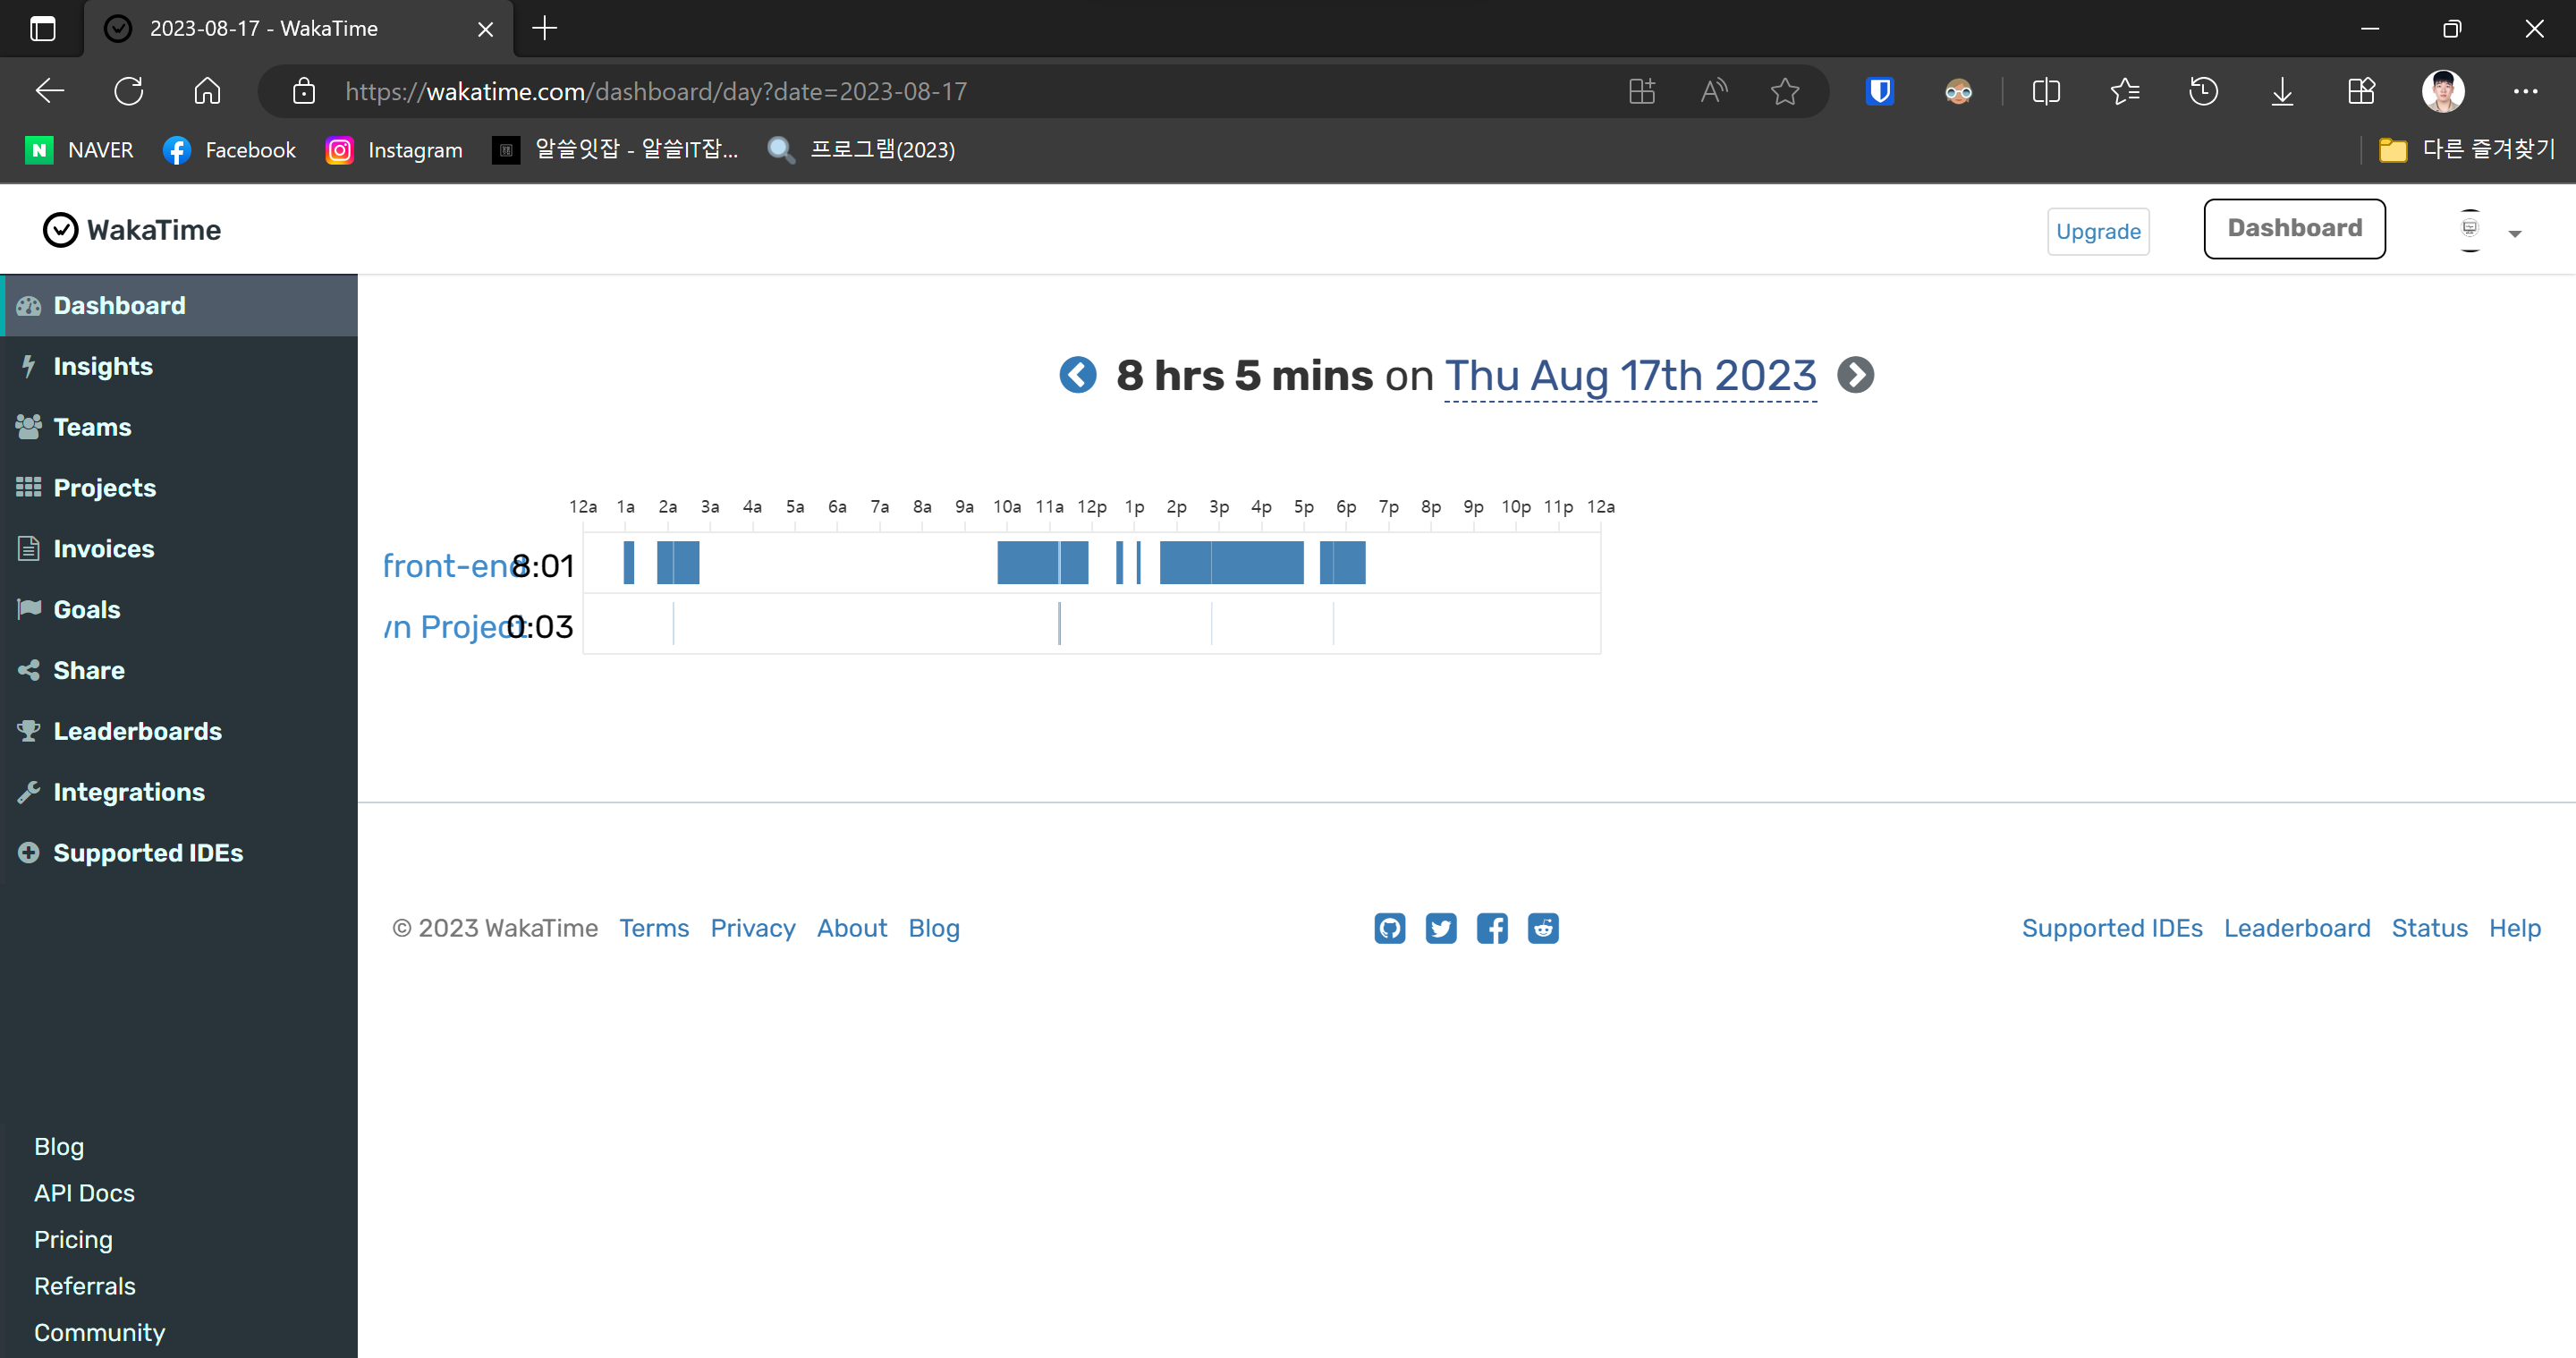 2023-08-17 - WakaTime
https://wakatime.com/dashboard/day?date=2023-08-17
NAVER Facebook Instagram 알쓸잇잡 - 알쓸IT잡... 프로그램(2023) 다른 즐겨찾기
WakaTime Upgrade Dashboard
Dashboard
Insights
Teams
Projects
Invoices
Goals
Share
Leaderboards
Integrations
Supported IDEs
Blog
API Docs
Pricing
Referrals
Community
8 hrs 5 mins on Thu Aug 17th 2023
12a 1a 2a 3a 4a 5a 6a 7a 8a 9a 10a 11a 12p 1p 2p 3p 4p 5p 6p 7p 8p 9p 10p 11p 12a
front-end 8:01
wn Project 0:03
© 2023 WakaTime Terms Privacy About Blog Supported IDEs Leaderboard Status Help